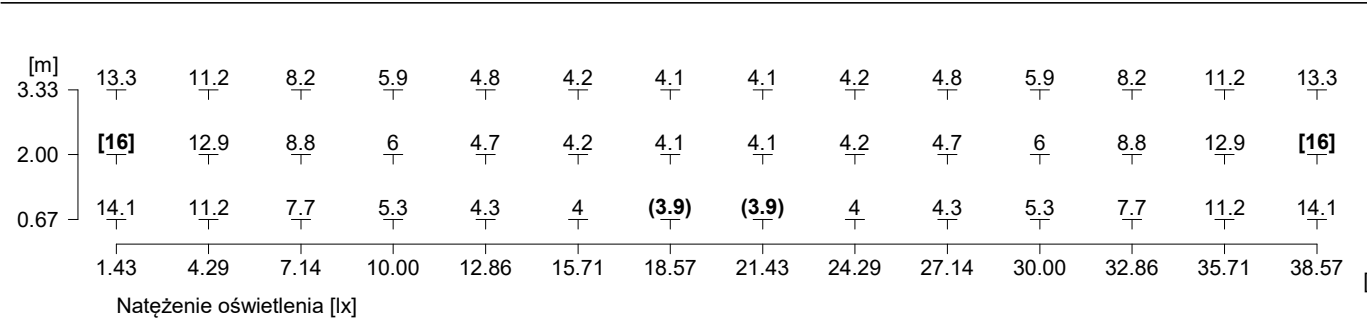 [m]
3.33 13.3 11.2 8.2 5.9 4.8 4.2 4.1 4.1 4.2 4.8 5.9 8.2 11.2 13.3
2.00 [16] 12.9 8.8 6 4.7 4.2 4.1 4.1 4.2 4.7 6 8.8 12.9 [16]
0.67 14.1 11.2 7.7 5.3 4.3 4 (3.9) (3.9) 4 4.3 5.3 7.7 11.2 14.1
1.43 4.29 7.14 10.00 12.86 15.71 18.57 21.43 24.29 27.14 30.00 32.86 35.71 38.57
[
Natężenie oświetlenia [lx]